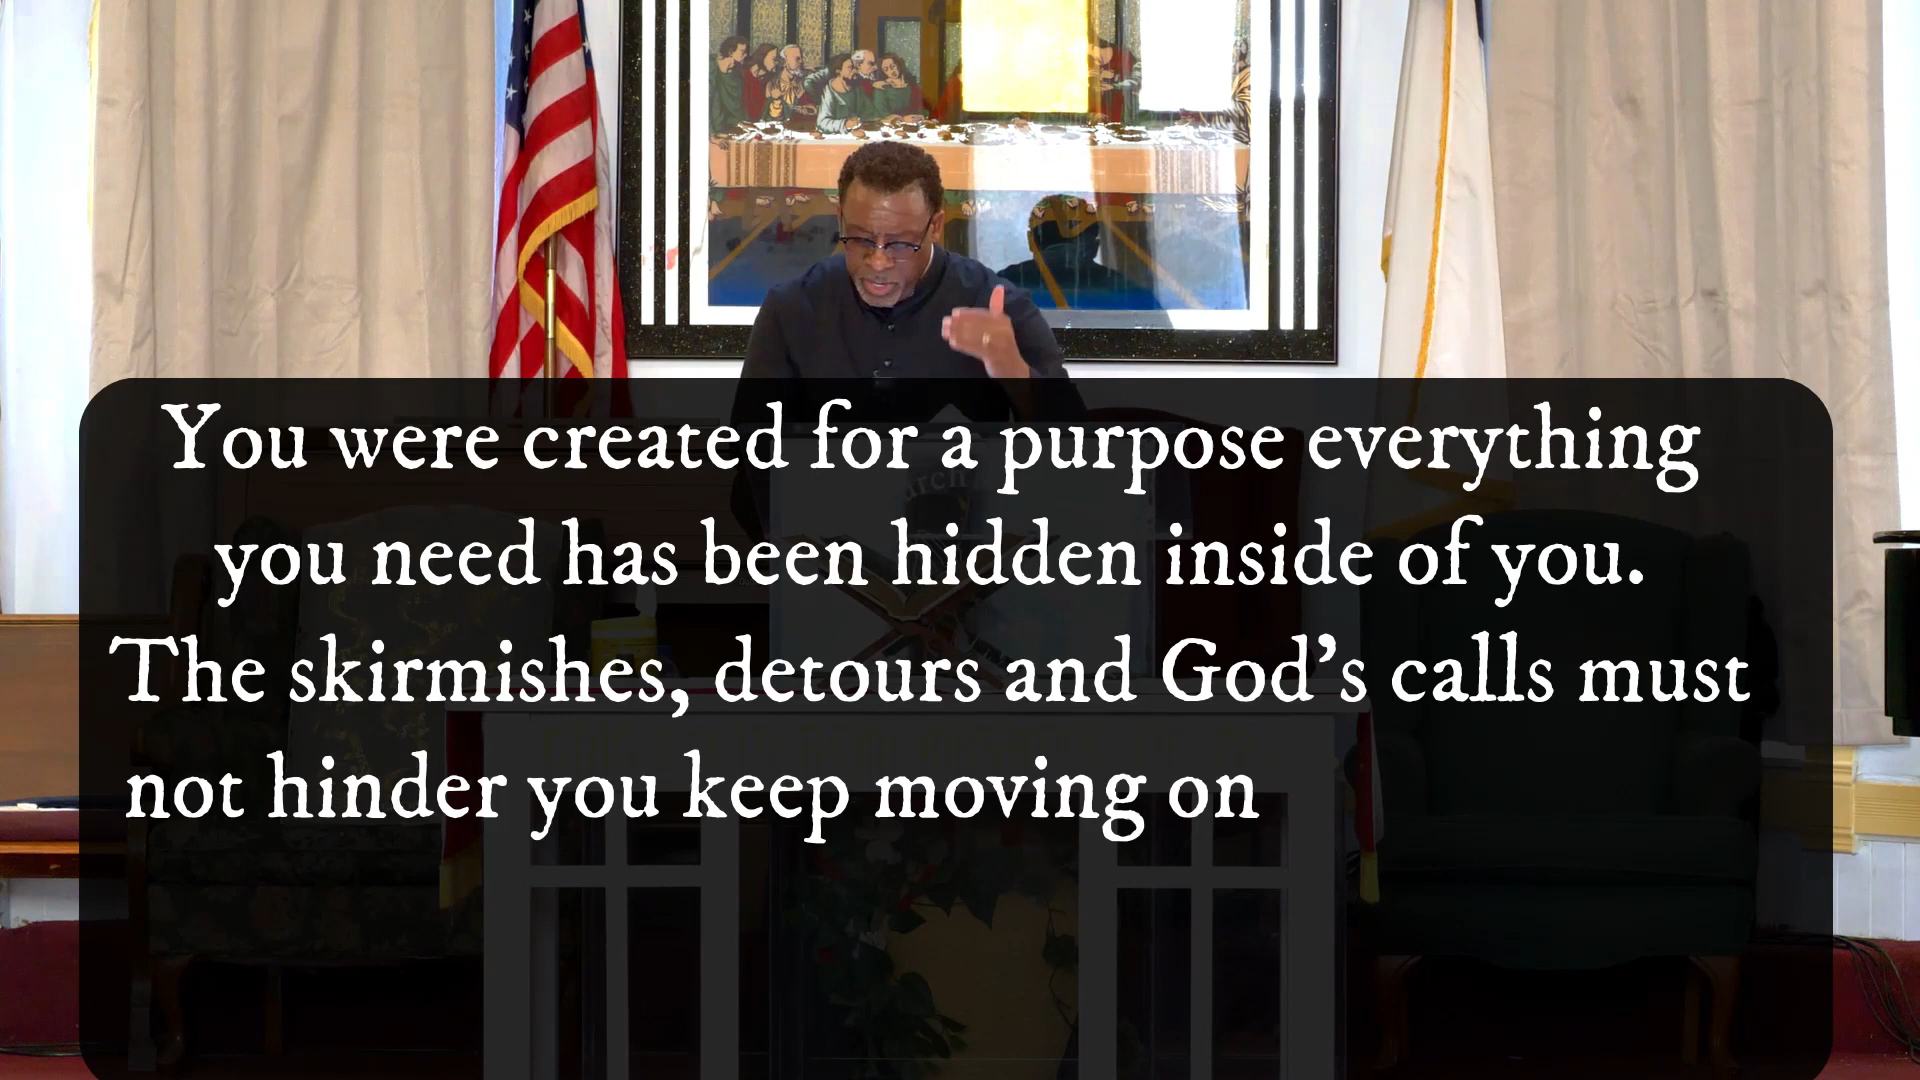 You were created for a purpose everything
you need has been hidden inside of you.
The skirmishes, detours and God's calls must
not hinder you keep moving on